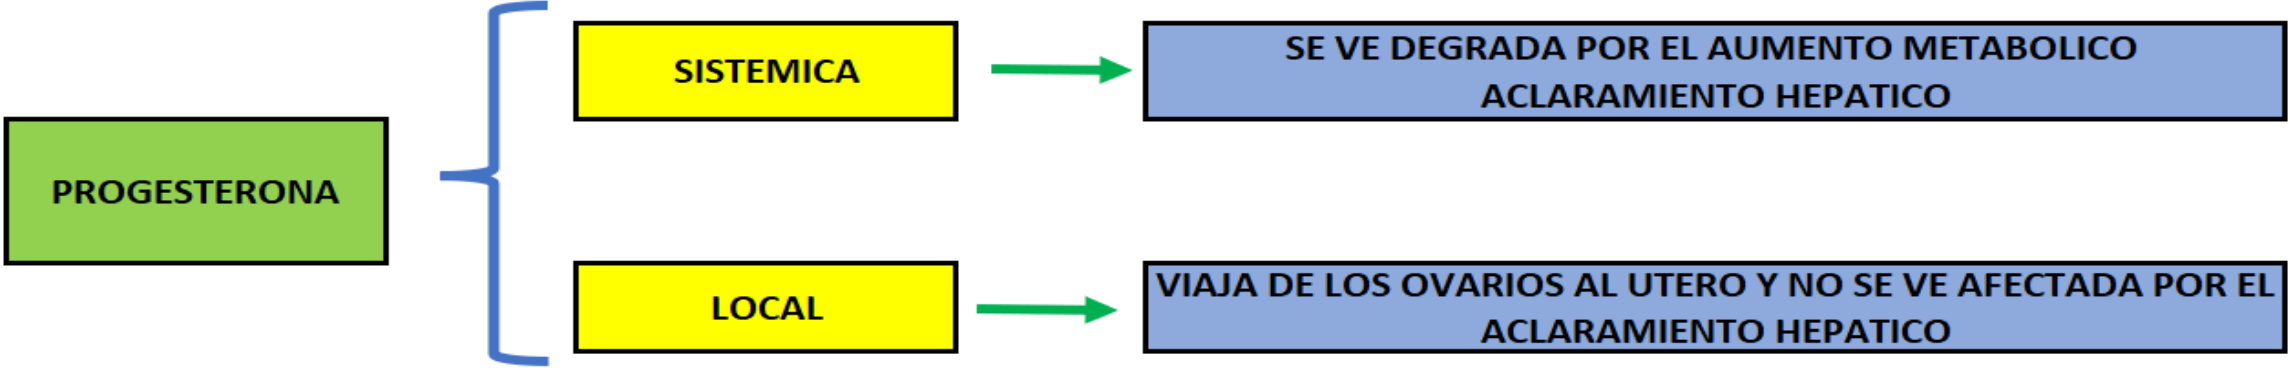 PROGESTERONA
SISTEMICA
SE VE DEGRADA POR EL AUMENTO METABOLICO
ACLARAMIENTO HEPATICO
LOCAL
VIAJA DE LOS OVARIOS AL UTERO Y NO SE VE AFECTADA POR EL
ACLARAMIENTO HEPATICO